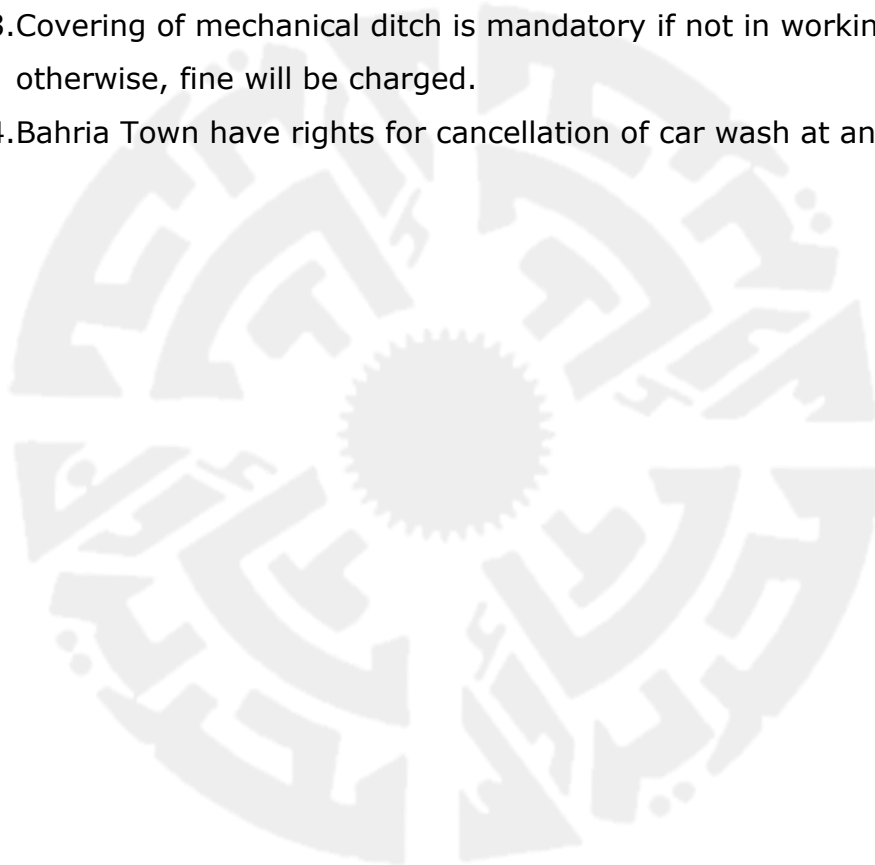 3.Covering of mechanical ditch is mandatory if not in workin
otherwise, fine will be charged.
4.Bahria Town have rights for cancellation of car wash at an